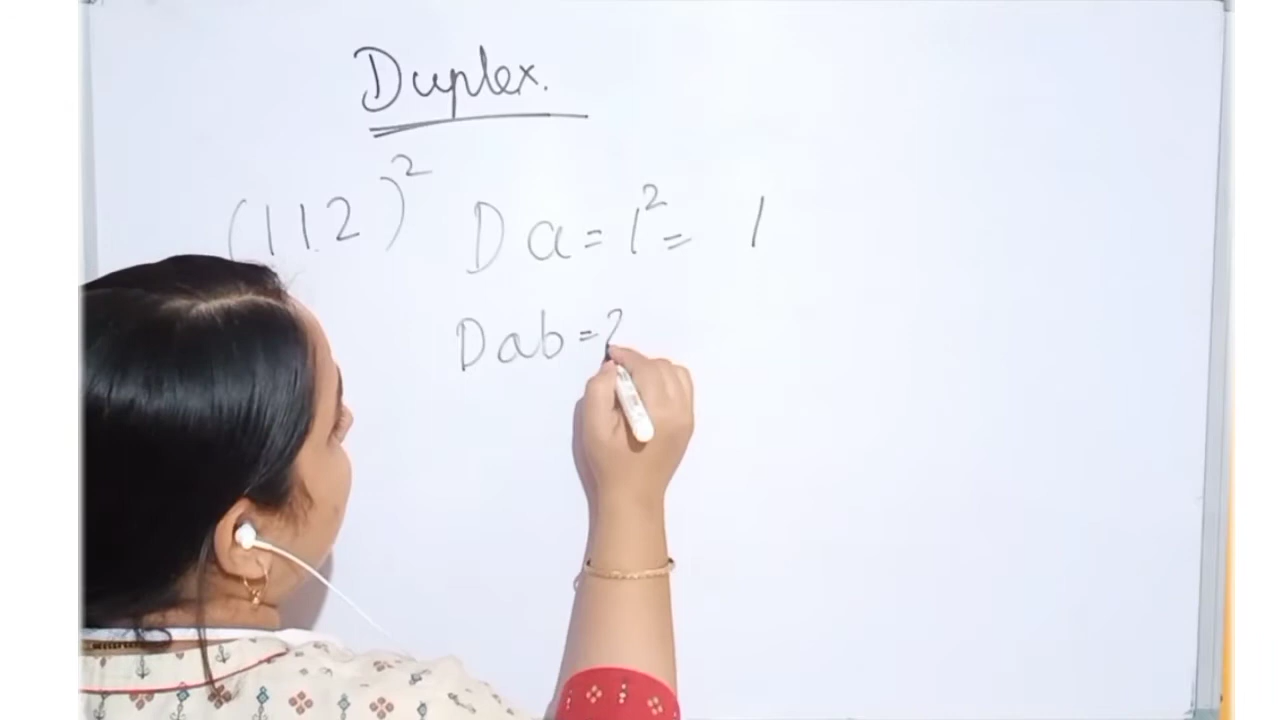 Duplex.
(112)² Da = 1² = 1
Dab = 2